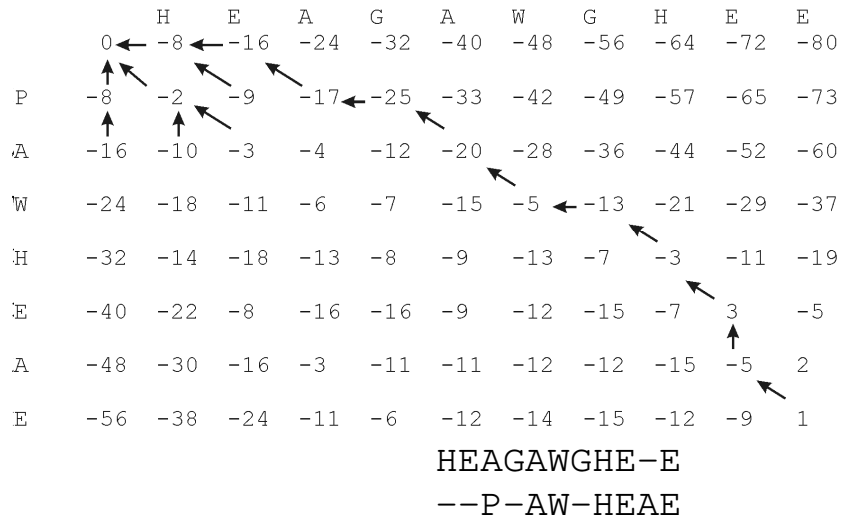 H E A G A W G H E E
0 -8 -16 -24 -32 -40 -48 -56 -64 -72 -80
P -8 -2 -9 -17 -25 -33 -42 -49 -57 -65 -73
A -16 -10 -3 -4 -12 -20 -28 -36 -44 -52 -60
W -24 -18 -11 -6 -7 -15 -5 -13 -21 -29 -37
H -32 -14 -18 -13 -8 -9 -13 -7 -3 -11 -19
E -40 -22 -8 -16 -16 -9 -12 -15 -7 3 -5
A -48 -30 -16 -3 -11 -11 -12 -12 -15 -5 2
E -56 -38 -24 -11 -6 -12 -14 -15 -12 -9 1
HEAGAWGHE-E
--P-AW-HEAE